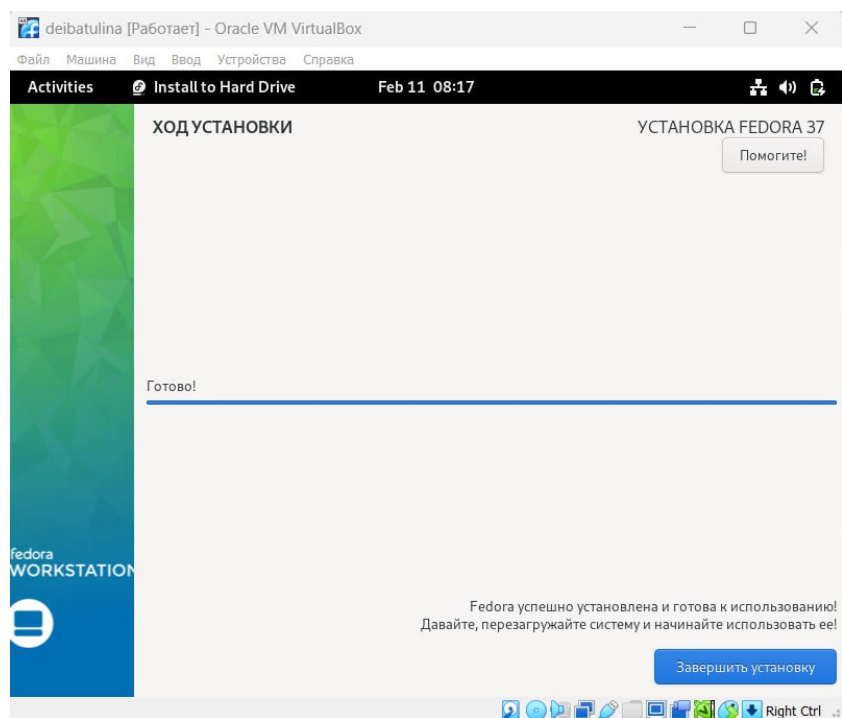 deibatulina [Работает] - Oracle VM VirtualBox
Файл Машина Вид Ввод Устройства Справка
Activities Install to Hard Drive Feb 11 08:17
ХОД УСТАНОВКИ
УСТАНОВКА FEDORA 37
Помогите!
Готово!
fedora
WORKSTATION
Fedora успешно установлена и готова к использованию!
Давайте, перезагружайте систему и начинайте использовать ее!
Завершить установку
Right Ctrl